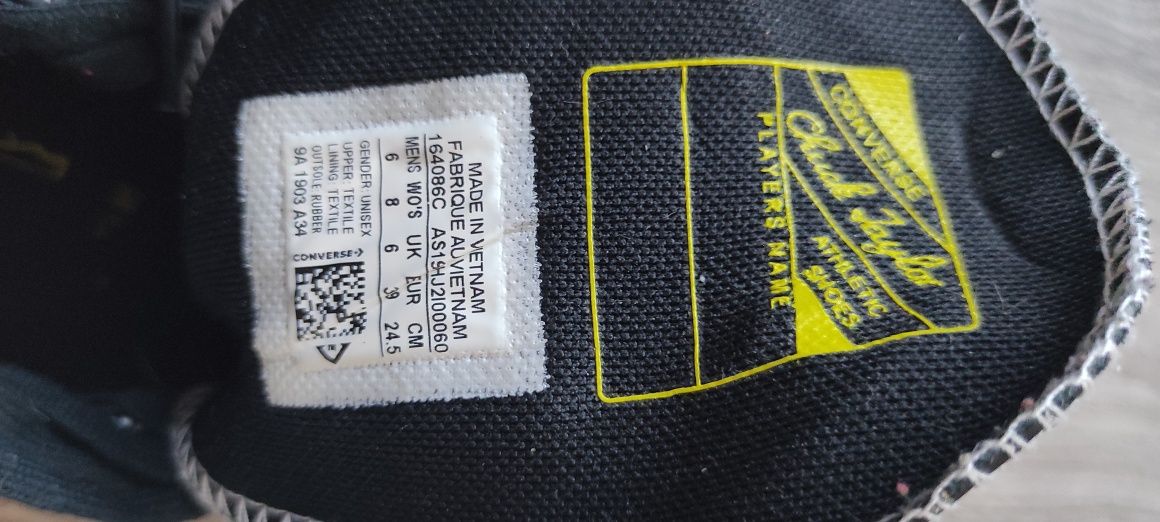 MADE IN VIETNAM
FABRIQUE AU VIETNAM
164086C AS19HJ2I00060
MENS WO'S UK EUR CM
6 8 6 39 24.5
GENDER: UNISEX
UPPER: TEXTILE
LINING: TEXTILE
OUTSOLE RUBBER
9A 1903 A34
CONVERSE
CONVERSE
Chuck Taylor
ATHLETIC
SHOES
PLAYERS NAME